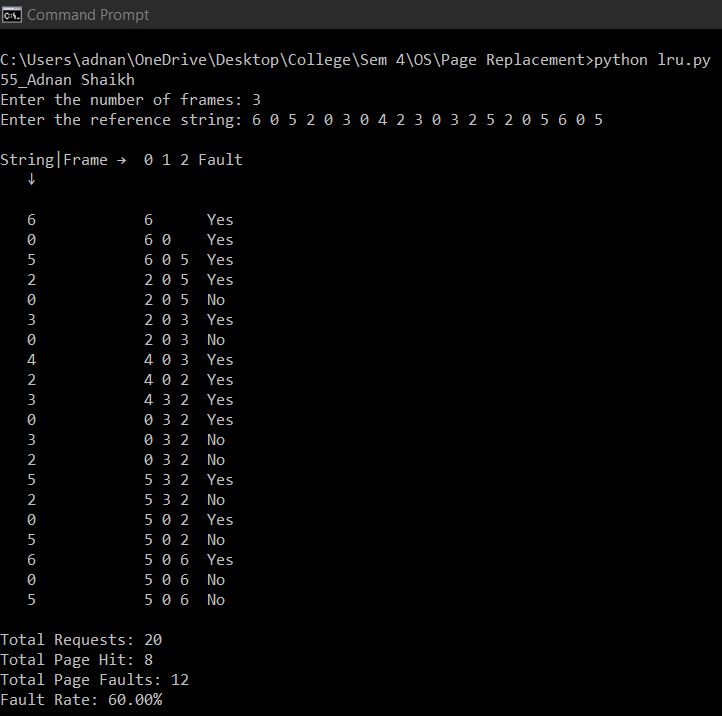 Command Prompt
C:\Users\adnan\OneDrive\Desktop\College\Sem 4\OS\Page Replacement>python lru.py
55_Adnan Shaikh
Enter the number of frames: 3
Enter the reference string: 6 0 5 2 0 3 0 4 2 3 0 3 2 5 2 0 5 6 0 5
String|Frame → 0 1 2 Fault
↓
6 6 Yes
0 6 0 Yes
5 6 0 5 Yes
2 2 0 5 Yes
0 2 0 5 No
3 2 0 3 Yes
0 2 0 3 No
4 4 0 3 Yes
2 4 0 2 Yes
3 4 3 2 Yes
0 0 3 2 Yes
3 0 3 2 No
2 0 3 2 No
5 5 3 2 Yes
2 5 3 2 No
0 5 0 2 Yes
5 5 0 2 No
6 5 0 6 Yes
0 5 0 6 No
5 5 0 6 No
Total Requests: 20
Total Page Hit: 8
Total Page Faults: 12
Fault Rate: 60.00%